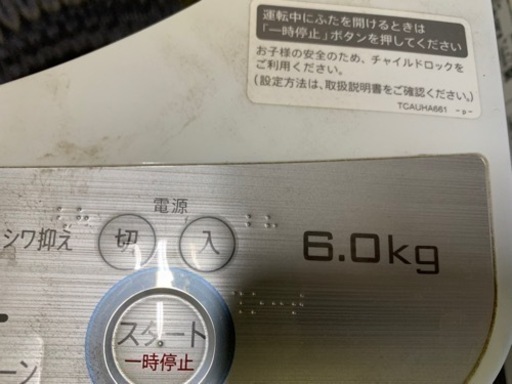 運転中にふたを開けるときは
「一時停止」ボタンを押してください
お子様の安全のため、チャイルドロックを
ご利用ください。
(設定方法は、取扱説明書をご確認ください。)
TCAUHA661 -p-
電源
シワ抑え 切 入 6.0kg
スタート
一時停止
ーン